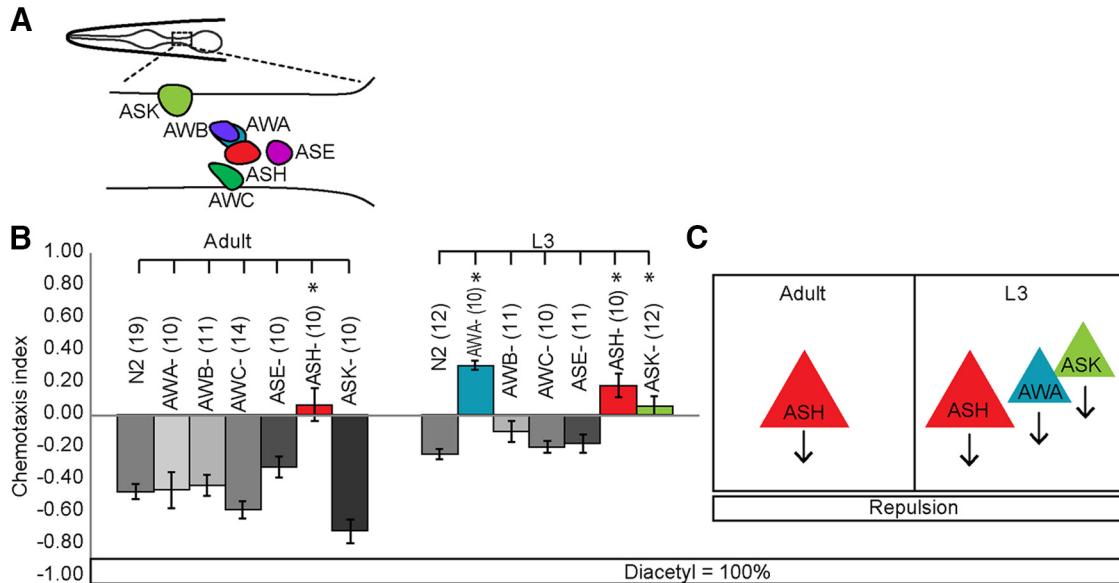 A
ASK
AWB
AWA
ASE
ASH
AWC
B
Adult
L3
Chemotaxis index
1.00
0.80
0.60
0.40
0.20
0.00
-0.20
-0.40
-0.60
-0.80
-1.00
N2 (19)
AWA- (10)
AWB- (11)
AWC- (14)
ASE- (10)
ASH- (10) *
ASK- (10)
N2 (12)
AWA- (10) *
AWB- (11)
AWC- (10)
ASE- (11)
ASH- (10) *
ASK- (12) *
Diacetyl = 100%
C
Adult
L3
ASH
ASH
AWA
ASK
Repulsion